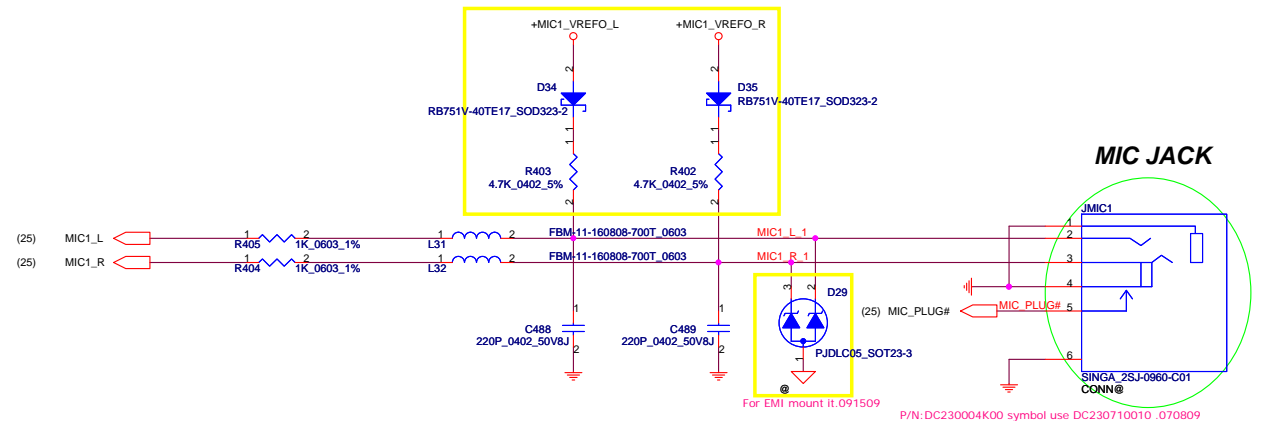 +MIC1_VREFO_L
+MIC1_VREFO_R
2
2
D34
RB751V-40TE17_SOD323-2
D35
RB751V-40TE17_SOD323-2
1
1
1
1
R403
4.7K_0402_5%
R402
4.7K_0402_5%
2
2
MIC JACK
JMIC1
(25) MIC1_L
1
2
R405
1K_0603_1%
1
2
L31
FBM-11-160808-700T_0603
MIC1_L_1
(25) MIC1_R
1
2
R404
1K_0603_1%
1
2
L32
FBM-11-160808-700T_0603
MIC1_R_1
1
2
3
4
5
6
3
2
D29
1
PJDLC05_SOT23-3
@
For EMI mount it.091509
(25) MIC_PLUG#
MIC_PLUG#
1
C488
220P_0402_50V8J
2
1
C489
220P_0402_50V8J
2
SINGA_2SJ-0960-C01
CONN@
P/N:DC230004K00 symbol use DC230710010 .070809